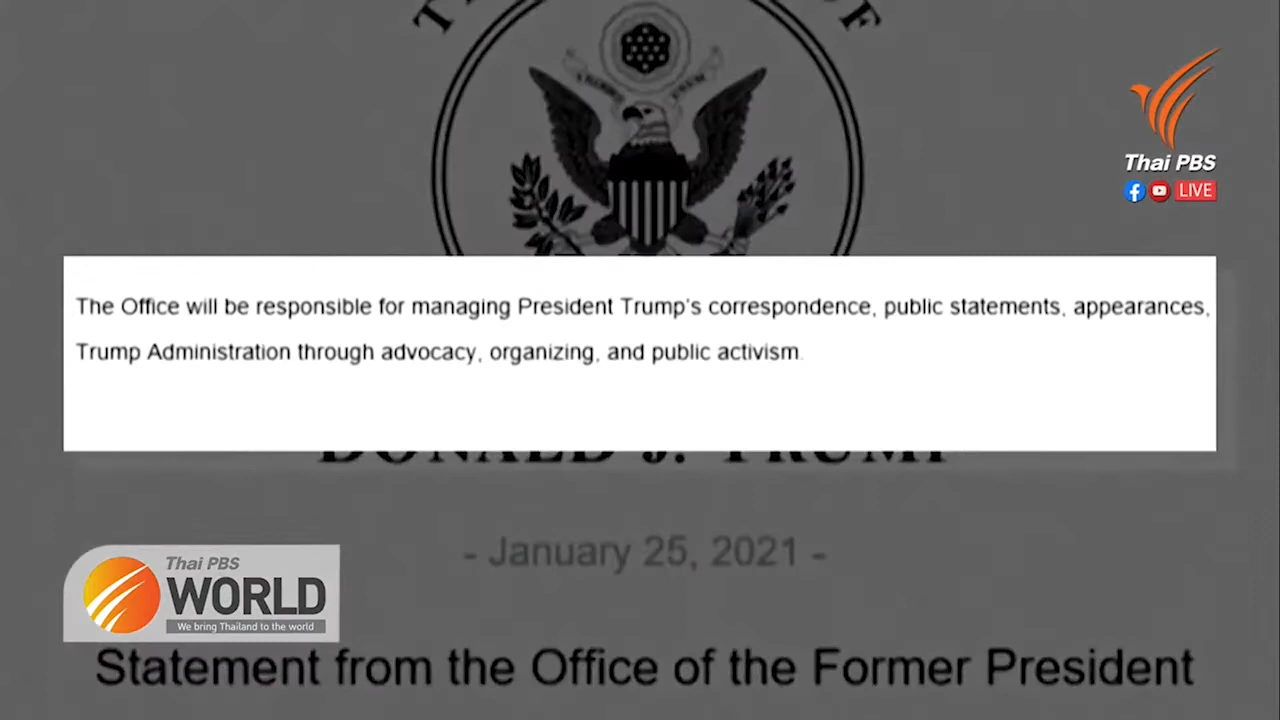 Thai PBS
LIVE
The Office will be responsible for managing President Trump's correspondence, public statements, appearances,
Trump Administration through advocacy, organizing, and public activism.
DONALD J. TRUMP
- January 25, 2021 -
Thai PBS
WORLD
We bring Thailand to the world
Statement from the Office of the Former President